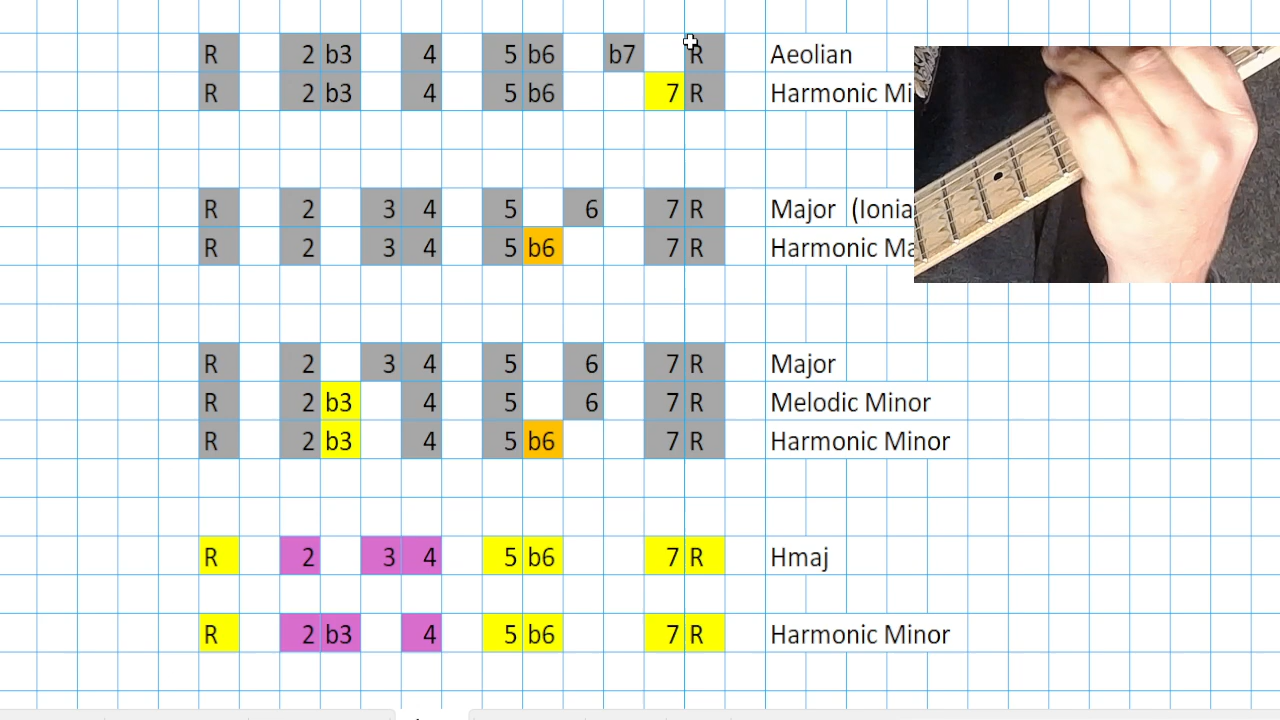 R 2 b3 4 5 b6 b7 R Aeolian
R 2 b3 4 5 b6 7 R Harmonic Mi
R 2 3 4 5 6 7 R Major (Ionia
R 2 3 4 5 b6 7 R Harmonic Ma
R 2 3 4 5 6 7 R Major
R 2 b3 4 5 6 7 R Melodic Minor
R 2 b3 4 5 b6 7 R Harmonic Minor
R 2 3 4 5 b6 7 R Hmaj
R 2 b3 4 5 b6 7 R Harmonic Minor